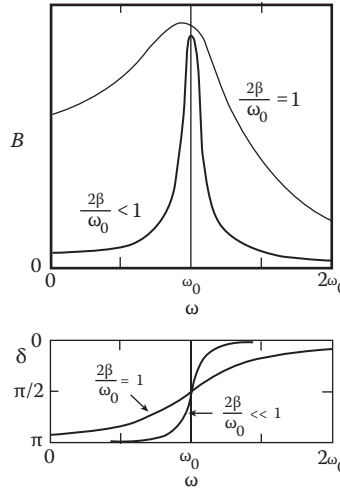 2β/ω₀ = 1
B
2β/ω₀ < 1
0
0
ω₀
2ω₀
ω
0
δ
2β/ω₀ = 1
π/2
2β/ω₀ << 1
π
0
ω₀
2ω₀
ω